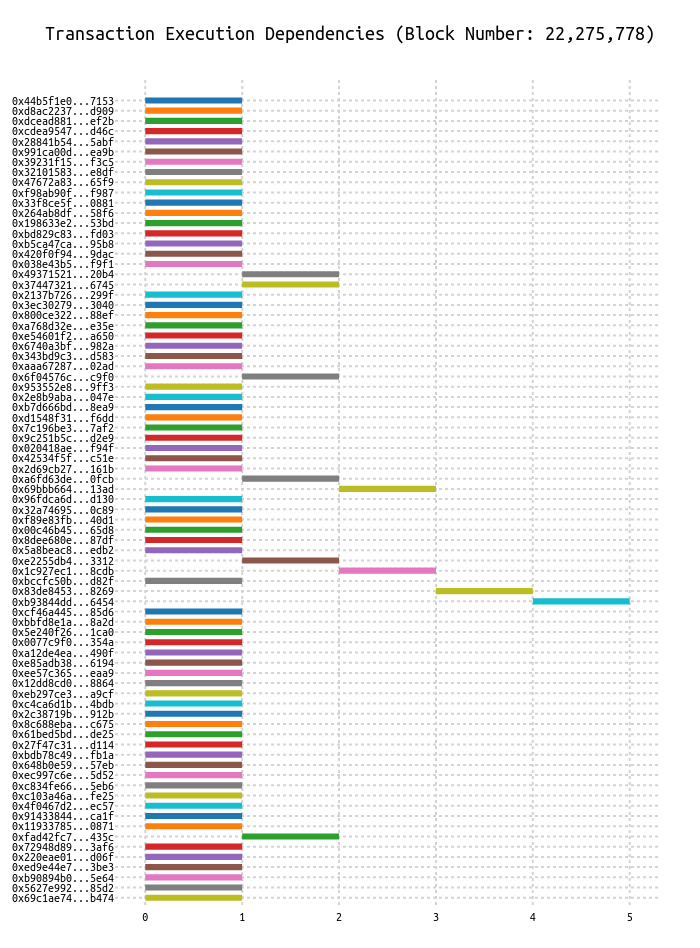 Transaction Execution Dependencies (Block Number: 22,275,778)
0x44b5f1e0...7153
0xd8ac2237...d909
0xdcead881...ef2b
0xcdea9547...d46c
0x28841b54...5abf
0x991ca00d...ea9b
0x39231f15...f3c5
0x32101583...e8df
0x47672a83...65f9
0xf98ab90f...f987
0x33f8ce5f...0881
0x264ab8df...58f6
0x198633e2...53bd
0xbd829c83...fd03
0xb5ca47ca...95b8
0x420f0f94...9dac
0x038e43b5...f9f1
0x49371521...20b4
0x37447321...6745
0x2137b726...299f
0x3ec30279...3040
0x800ce322...88ef
0xa768d32e...e35e
0xe54601f2...a650
0x6740a3bf...982a
0x343bd9c3...d583
0xaaa67287...02ad
0x6f04576c...c9f0
0x953552e8...9ff3
0x2e8b9aba...047e
0xb7d666bd...8ea9
0xd1548f31...f6dd
0x7c196be3...7af2
0x9c251b5c...d2e9
0x020418ae...f94f
0x42534f5f...c51e
0x2d69cb27...161b
0xa6fd63de...0fcb
0x69bbb664...13ad
0x96fdca6d...d130
0x32a74695...0c89
0xf89e83fb...40d1
0x00c46b45...65d8
0x8dee680e...87df
0x5a8beac8...edb2
0xe2255db4...3312
0x1c927ec1...8cdb
0xbccfc50b...d82f
0x83de8453...8269
0xb93844dd...6454
0xcf46a445...85d6
0xbbfd8e1a...8a2d
0x5e240f26...1ca0
0x0077c9f0...354a
0xa12de4ea...490f
0xe85adb38...6194
0xee57c365...eaa9
0x12dd8cd0...8864
0xeb297ce3...a9cf
0xc4ca6d1b...4bdb
0x2c38719b...912b
0x8c688eba...c675
0x61bed5bd...de25
0x27f47c31...d114
0xbdb78c49...fb1a
0x648b0e59...57eb
0xec997c6e...5d52
0xc834fe66...5eb6
0xc103a46a...fe25
0x4f0467d2...ec57
0x91433844...ca1f
0x11933785...0871
0xfad42fc7...435c
0x72948d89...3af6
0x220eae01...d06f
0xed9e44e7...3be3
0xb90894b0...5e64
0x5627e992...85d2
0x69c1ae74...b474
0 1 2 3 4 5